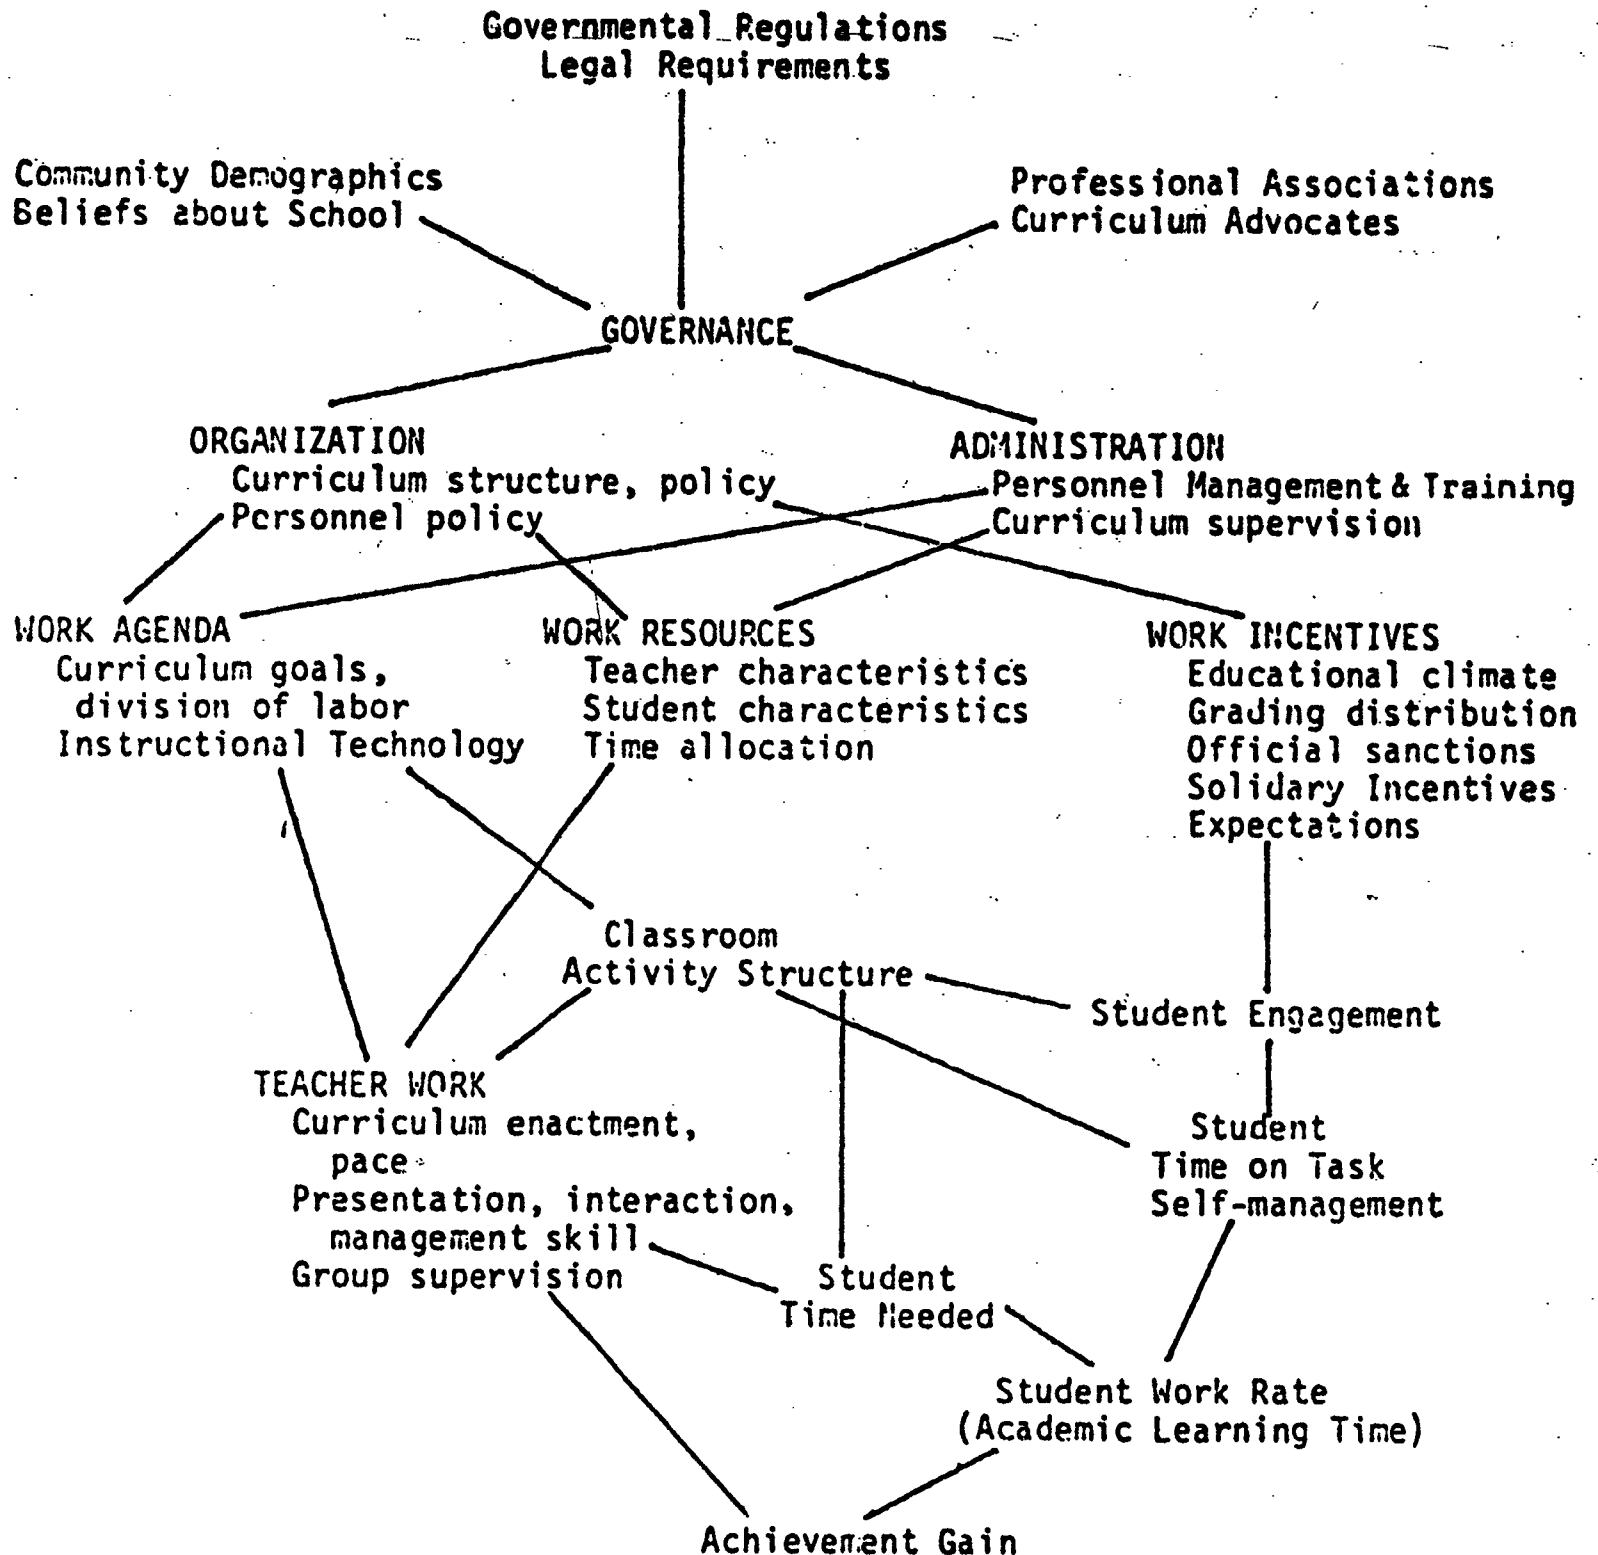 Governmental Regulations
Legal Requirements
Community Demographics
Beliefs about School
Professional Associations
Curriculum Advocates
GOVERNANCE
ORGANIZATION
Curriculum structure, policy
Personnel policy
ADMINISTRATION
Personnel Management & Training
Curriculum supervision
WORK AGENDA
Curriculum goals,
division of labor
Instructional Technology
WORK RESOURCES
Teacher characteristics
Student characteristics
Time allocation
WORK INCENTIVES
Educational climate
Grading distribution
Official sanctions
Solidary Incentives
Expectations
Classroom
Activity Structure
Student Engagement
TEACHER WORK
Curriculum enactment,
pace
Presentation, interaction,
management skill
Group supervision
Student
Time on Task
Self-management
Student
Time Needed
Student Work Rate
(Academic Learning Time)
Achievement Gain